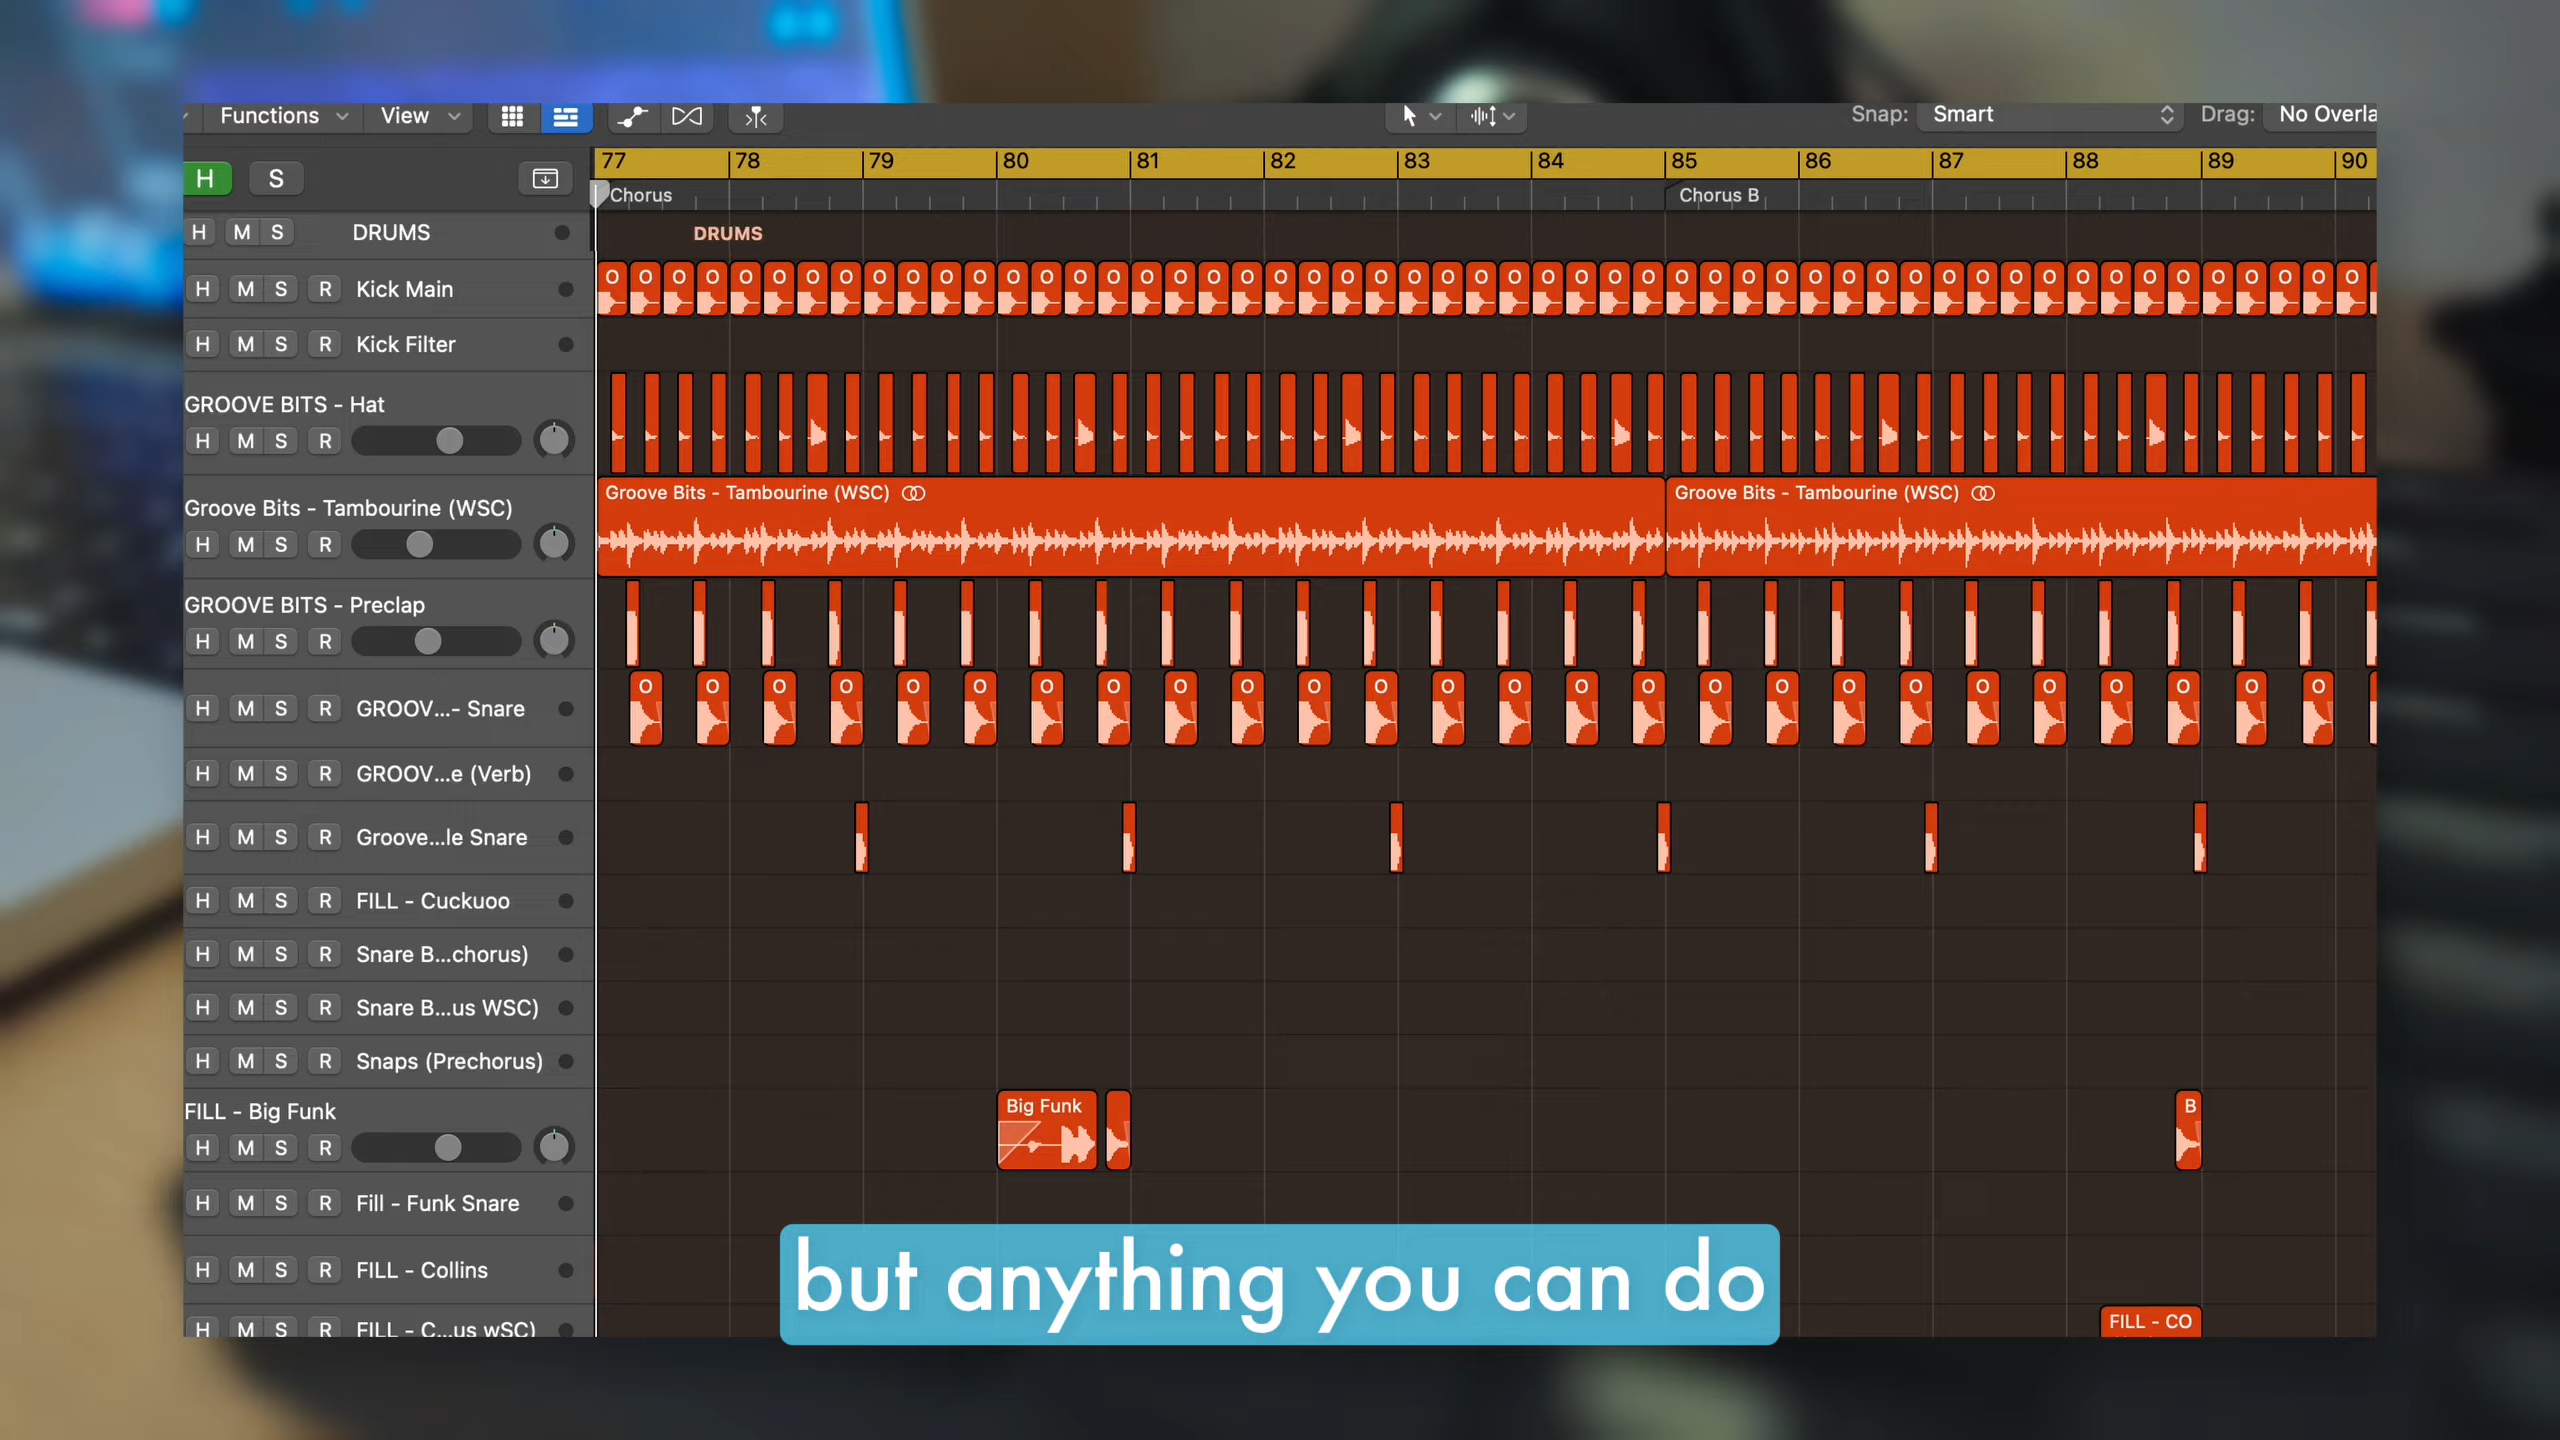 Functions View Snap: Smart Drag: No Overla
H S 77 78 79 80 81 82 83 84 85 86 87 88 89 90
Chorus Chorus B
H M S DRUMS DRUMS
H M S R Kick Main O O O O O O O O O O O O O O O O O O O O O O O O O O O O O O O O O O O O O O O O O O O O O O O O O O O O O
H M S R Kick Filter
GROOVE BITS - Hat
H M S R
Groove Bits - Tambourine (WSC) Groove Bits - Tambourine (WSC)
Groove Bits - Tambourine (WSC)
H M S R
GROOVE BITS - Preclap
H M S R
H M S R GROOV...- Snare O O O O O O O O O O O O O O O O O O O O O O O O O O
H M S R GROOV...e (Verb)
H M S R Groove...le Snare
H M S R FILL - Cuckuoo
H M S R Snare B...chorus)
H M S R Snare B...us WSC)
H M S R Snaps (Prechorus)
FILL - Big Funk Big Funk B
H M S R
H M S R Fill - Funk Snare
H M S R FILL - Collins
but anything you can do
H M S R FILL - C...us wSC) FILL - CO